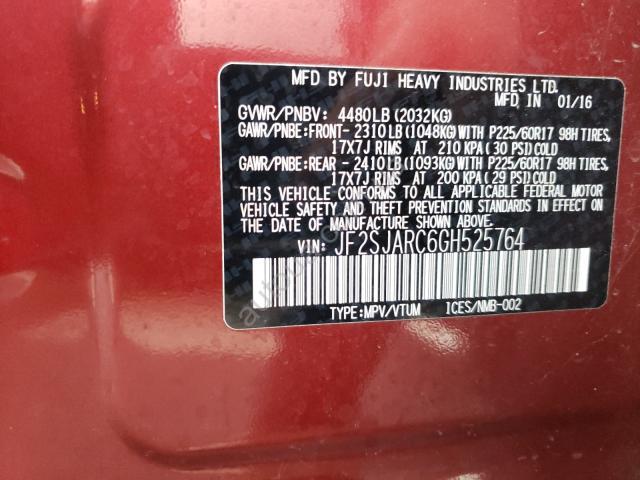 MFD BY FUJI HEAVY INDUSTRIES LTD.
MFD. IN 01/16
GVWR/PNBV: 4480LB (2032KG)
GAWR/PNBE:FRONT- 2310LB(1048KG)WITH P225/60R17 98H TIRES,
17X7J RIMS AT 210 KPA( 30 PSI)COLD
GAWR/PNBE:REAR - 2410LB(1093KG)WITH P225/60R17 98H TIRES,
17X7J RIMS AT 200 KPA( 29 PSI)COLD
THIS VEHICLE CONFORMS TO ALL APPLICABLE FEDERAL MOTOR
VEHICLE SAFETY AND THEFT PREVENTION STANDARDS IN EFFECT
ON THE DATE OF MANUFACTURE SHOWN ABOVE.
VIN: JF2SJARC6GH525764
TYPE:MPV/VTUM ICES/NMB-002